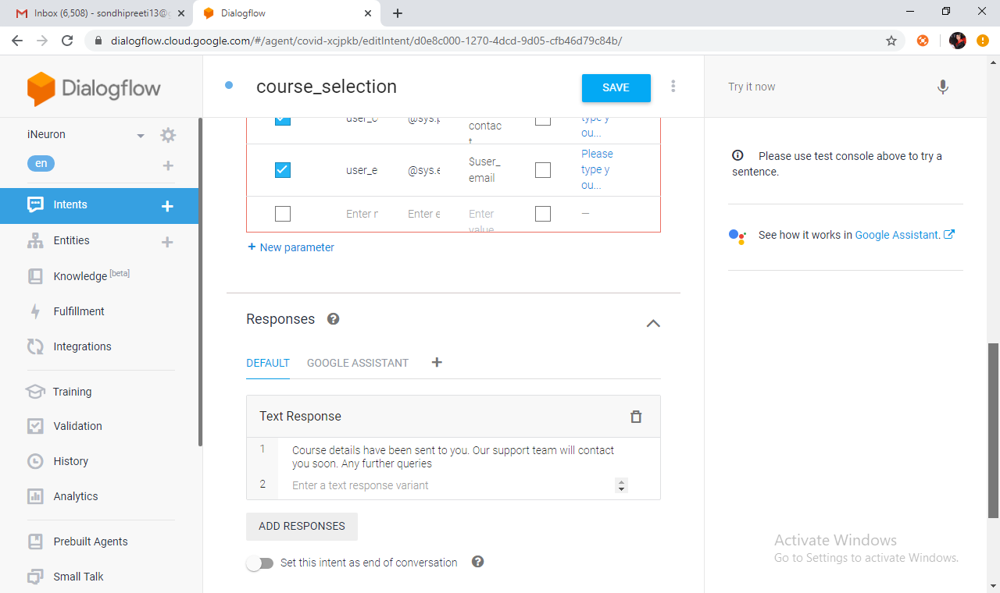 Inbox (6,508) - sondhipreeti13@g
Dialogflow
dialogflow.cloud.google.com/#/agent/covid-xcjpkb/editIntent/d0e8c000-1270-4dcd-9d05-cfb46d79c84b/
Dialogflow
iNeuron
en
Intents
Entities
Knowledge [beta]
Fulfillment
Integrations
Training
Validation
History
Analytics
Prebuilt Agents
Small Talk
course_selection
SAVE
user_c @sys.p contac type y
t ou...
user_e @sys.e $user_ Please
email type y
ou...
Enter n Enter e Enter —
value
+ New parameter
Responses
DEFAULT GOOGLE ASSISTANT
Text Response
1 Course details have been sent to you. Our support team will contact
you soon. Any further queries
2 Enter a text response variant
ADD RESPONSES
Set this intent as end of conversation
Try it now
Please use test console above to try a
sentence.
See how it works in Google Assistant.
Activate Windows
Go to Settings to activate Windows.